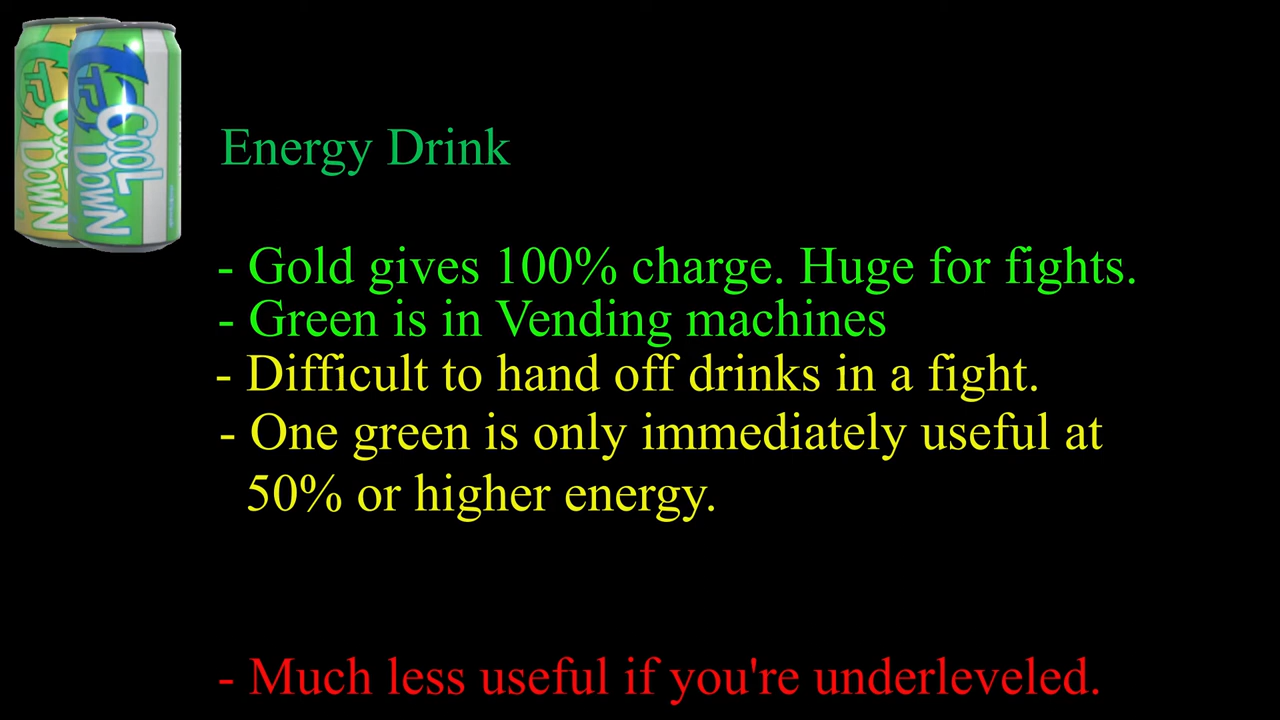 COOL DOWN
COOL DOWN
Energy Drink
- Gold gives 100% charge. Huge for fights.
- Green is in Vending machines
- Difficult to hand off drinks in a fight.
- One green is only immediately useful at
50% or higher energy.
- Much less useful if you're underleveled.